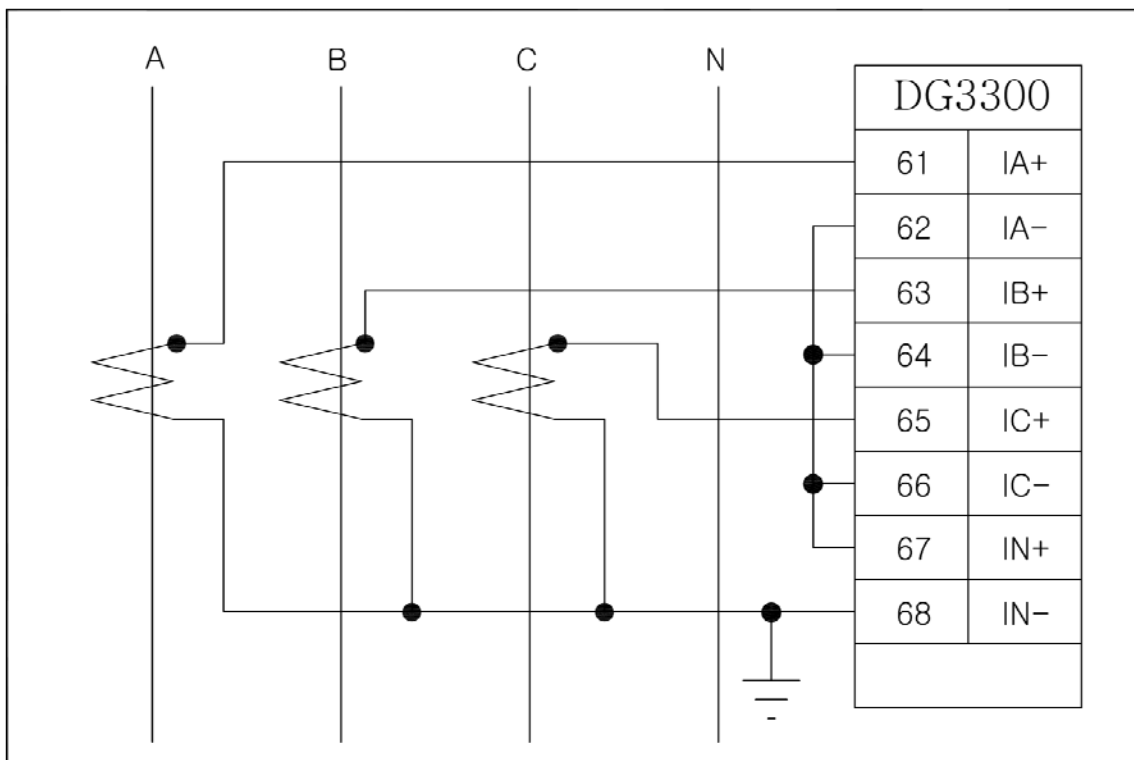 A B C N
DG3300
61 IA+
62 IA-
63 IB+
64 IB-
65 IC+
66 IC-
67 IN+
68 IN-